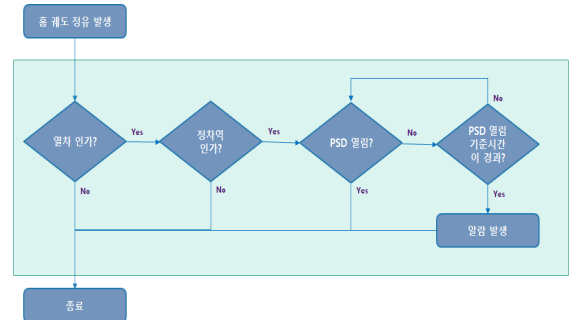 홈 궤도 정유 발생
열차 인가?
Yes
정차역
인가?
Yes
PSD 열림?
No
PSD 열림
기준시간
이 경과?
No
No
No
Yes
Yes
알람 발생
종료